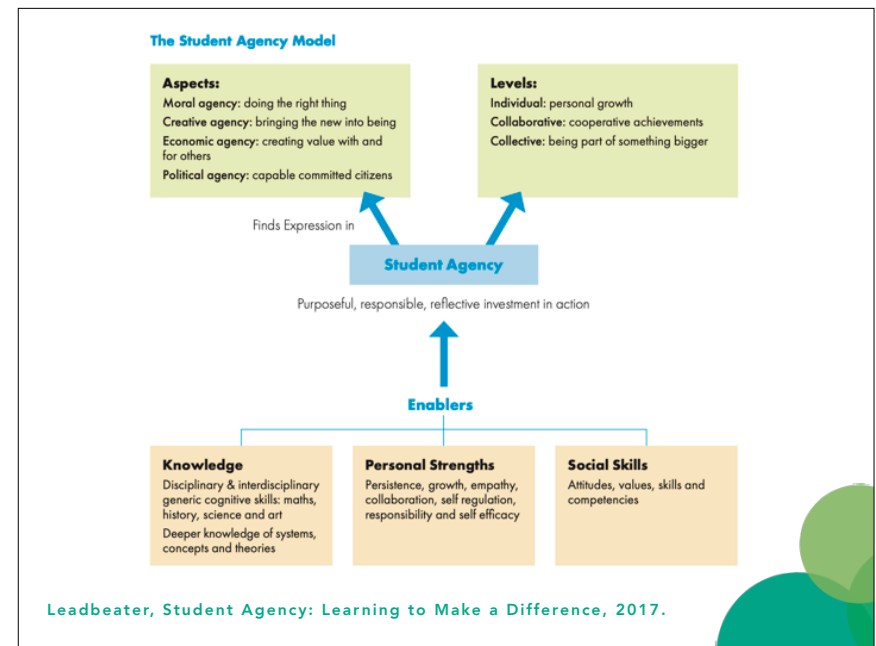 The Student Agency Model
Aspects:
Moral agency: doing the right thing
Creative agency: bringing the new into being
Economic agency: creating value with and
for others
Political agency: capable committed citizens
Levels:
Individual: personal growth
Collaborative: cooperative achievements
Collective: being part of something bigger
Finds Expression in
Student Agency
Purposeful, responsible, reflective investment in action
Enablers
Knowledge
Disciplinary & interdisciplinary
generic cognitive skills: maths,
history, science and art
Deeper knowledge of systems,
concepts and theories
Personal Strengths
Persistence, growth, empathy,
collaboration, self regulation,
responsibility and self efficacy
Social Skills
Attitudes, values, skills and
competencies
Leadbeater, Student Agency: Learning to Make a Difference, 2017.